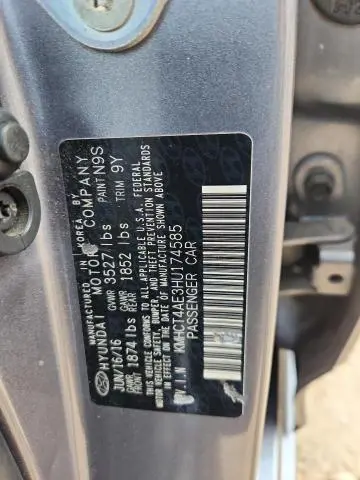 MANUFACTURED IN KOREA BY
HYUNDAI MOTOR COMPANY
JUN/16/16 GVWR 3527 lbs PAINT N9S
GAWR FRONT 1874 lbs GAWR REAR 1852 lbs TRIM 9Y
THIS VEHICLE CONFORMS TO ALL APPLICABLE U.S.A. FEDERAL
MOTOR VEHICLE SAFETY, BUMPER, AND THEFT PREVENTION STANDARDS
IN EFFECT ON THE DATE OF MANUFACTURE SHOWN ABOVE.
V.I.N KMHCT4AE3HU174585
PASSENGER CAR